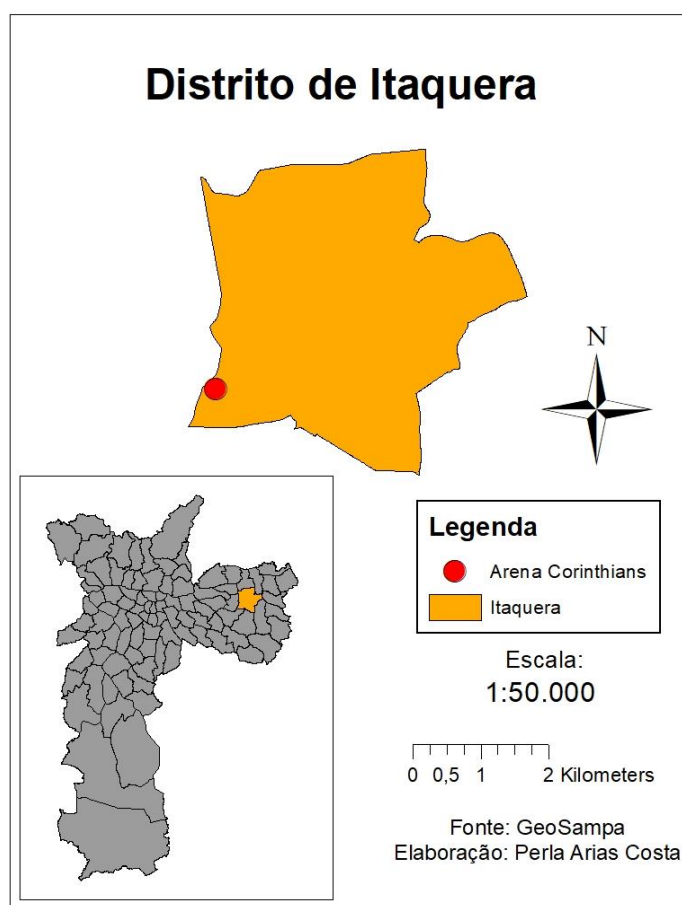 Distrito de Itaquera
N
Legenda
Arena Corinthians
Itaquera
Escala:
1:50.000
0 0,5 1 2 Kilometers
Fonte: GeoSampa
Elaboração: Perla Arias Costa